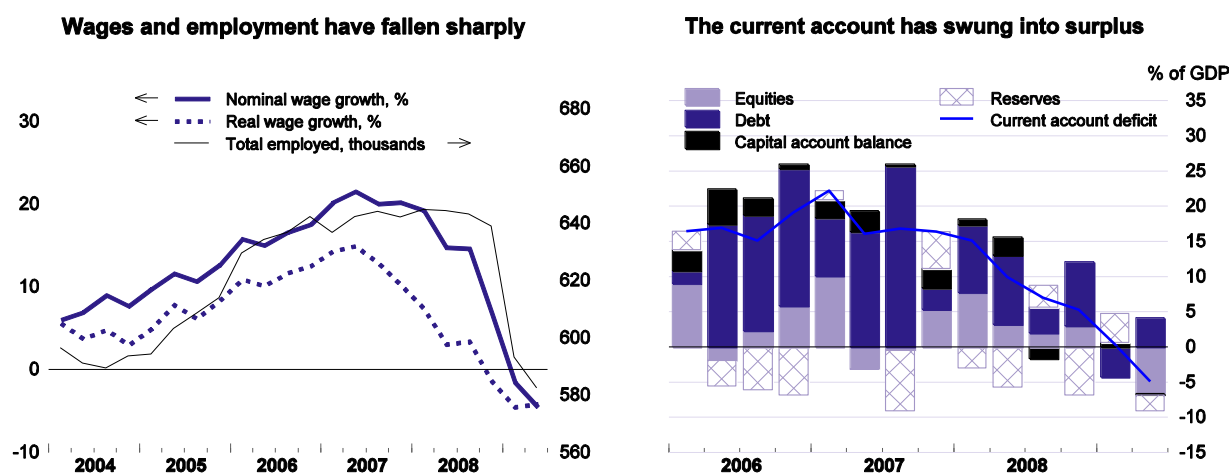 Wages and employment have fallen sharply
Nominal wage growth, %
Real wage growth, %
Total employed, thousands
30
20
10
0
-10
680
660
640
620
600
580
560
2004 2005 2006 2007 2008
The current account has swung into surplus
% of GDP
Equities
Debt
Capital account balance
Reserves
Current account deficit
35
30
25
20
15
10
5
0
-5
-10
-15
2006 2007 2008